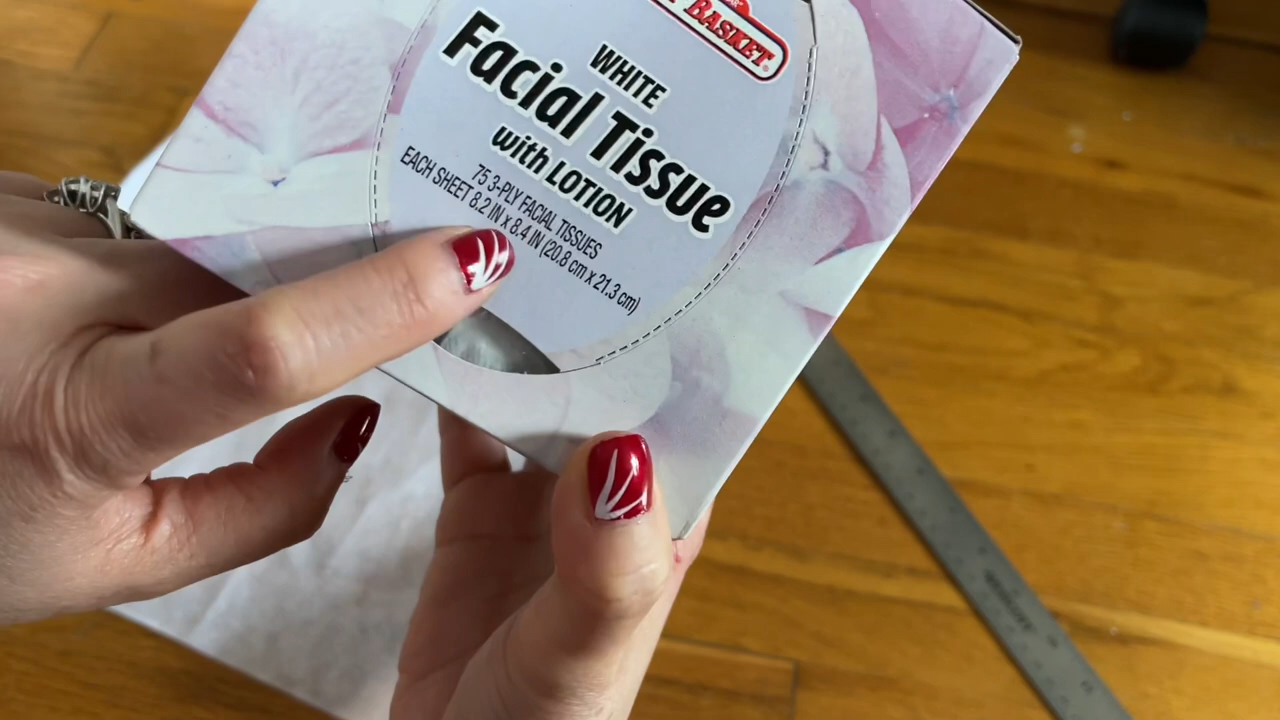 BASKET
WHITE
Facial Tissue
with LOTION
75 3-PLY FACIAL TISSUES
EACH SHEET 8.2 IN x 8.4 IN (20.8 cm x 21.3 cm)